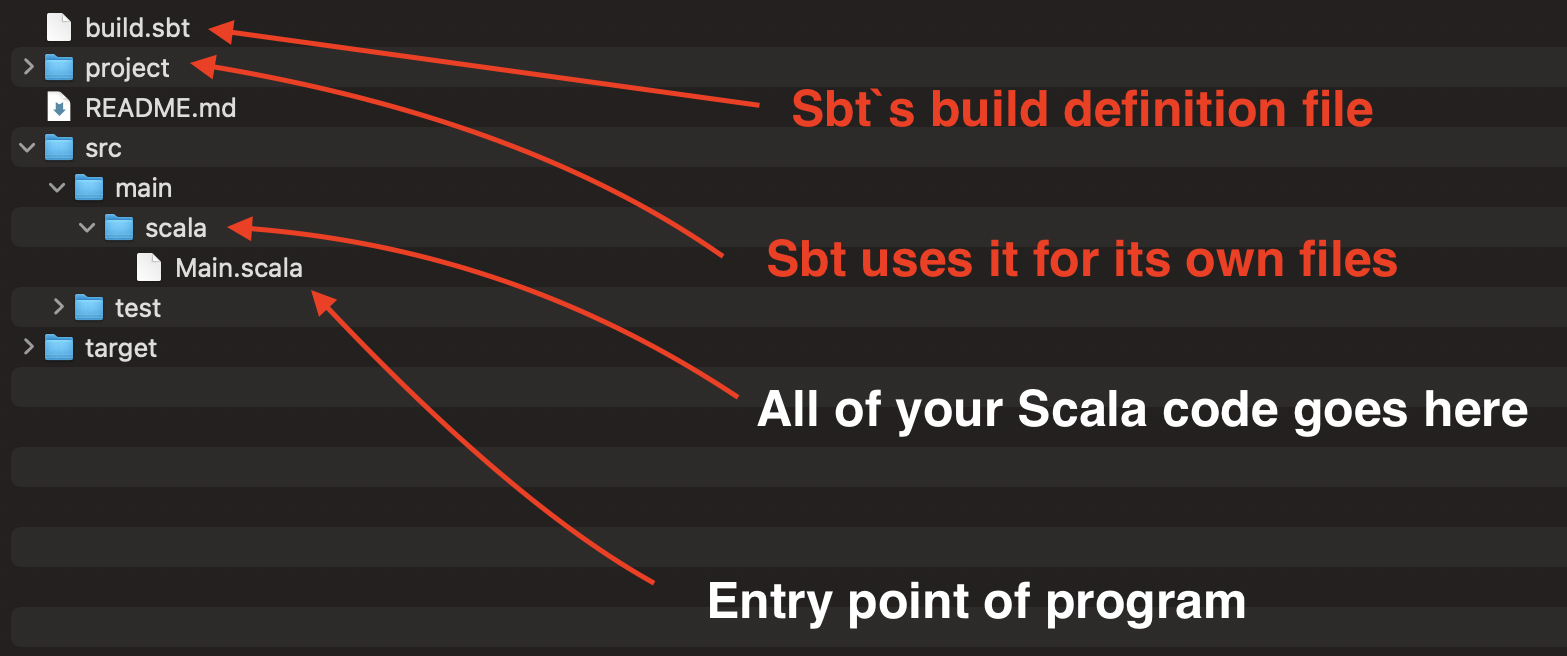 build.sbt
project
README.md
src
main
scala
Main.scala
test
target
Sbt`s build definition file
Sbt uses it for its own files
All of your Scala code goes here
Entry point of program